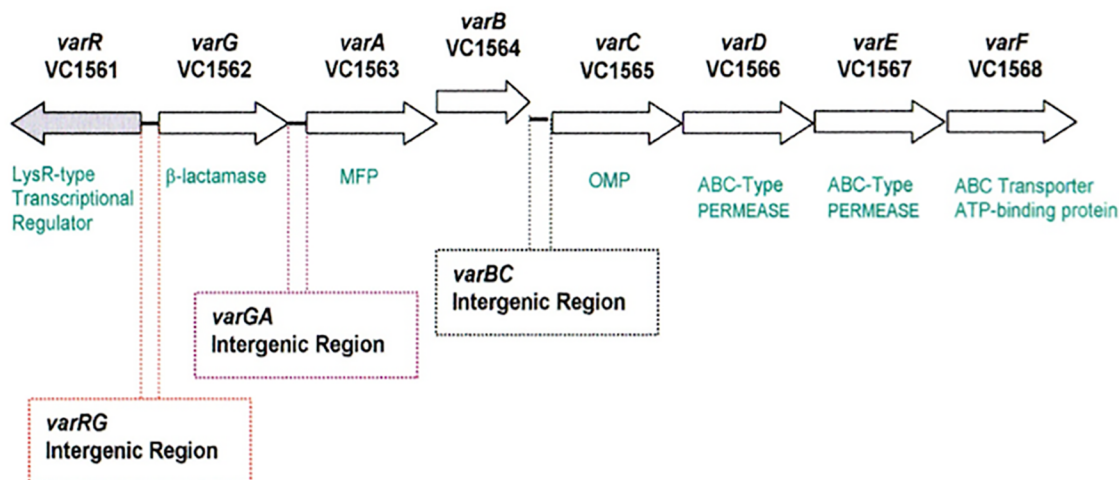 varR
VC1561
varG
VC1562
varA
VC1563
varB
VC1564
varC
VC1565
varD
VC1566
varE
VC1567
varF
VC1568
LysR-type
Transcriptional
Regulator
β-lactamase
MFP
OMP
ABC-Type
PERMEASE
ABC-Type
PERMEASE
ABC Transporter
ATP-binding protein
varBC
Intergenic Region
varGA
Intergenic Region
varRG
Intergenic Region